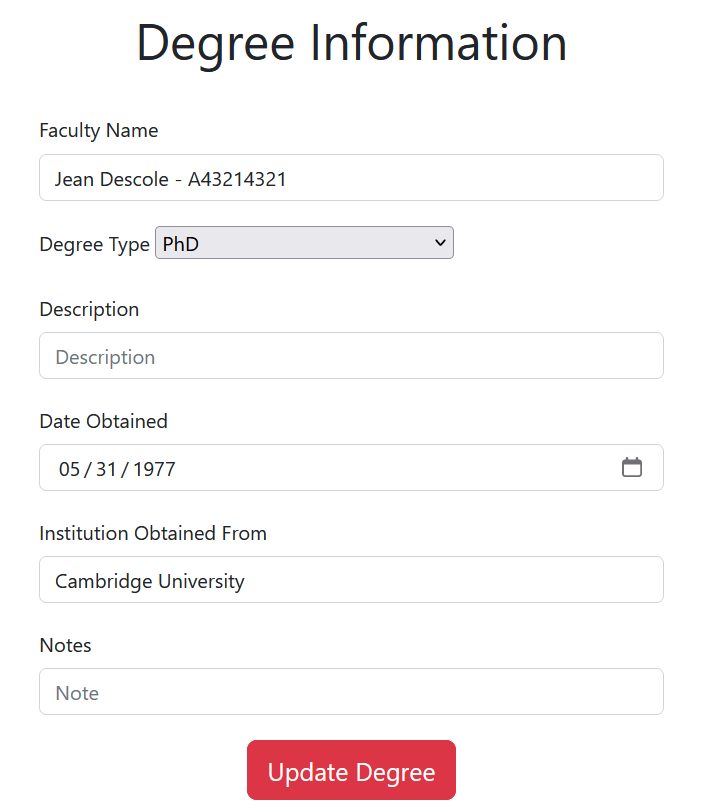 Degree Information
Faculty Name
Jean Descole - A43214321
Degree Type PhD
Description
Description
Date Obtained
05 / 31 / 1977
Institution Obtained From
Cambridge University
Notes
Note
Update Degree